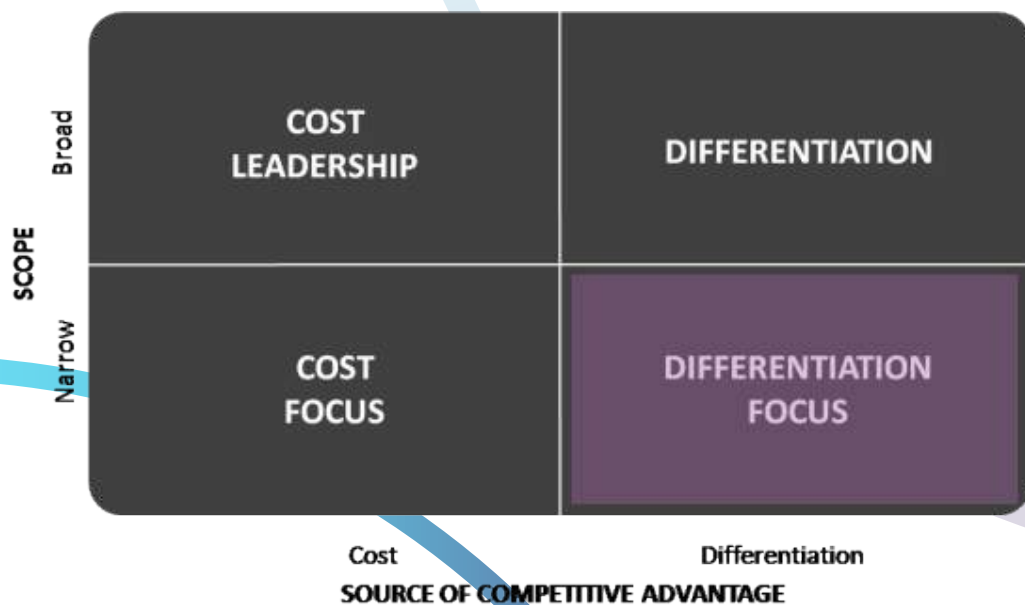 COST
LEADERSHIP
DIFFERENTIATION
Broad
SCOPE
Narrow
COST
FOCUS
DIFFERENTIATION
FOCUS
Cost
Differentiation
SOURCE OF COMPETITIVE ADVANTAGE